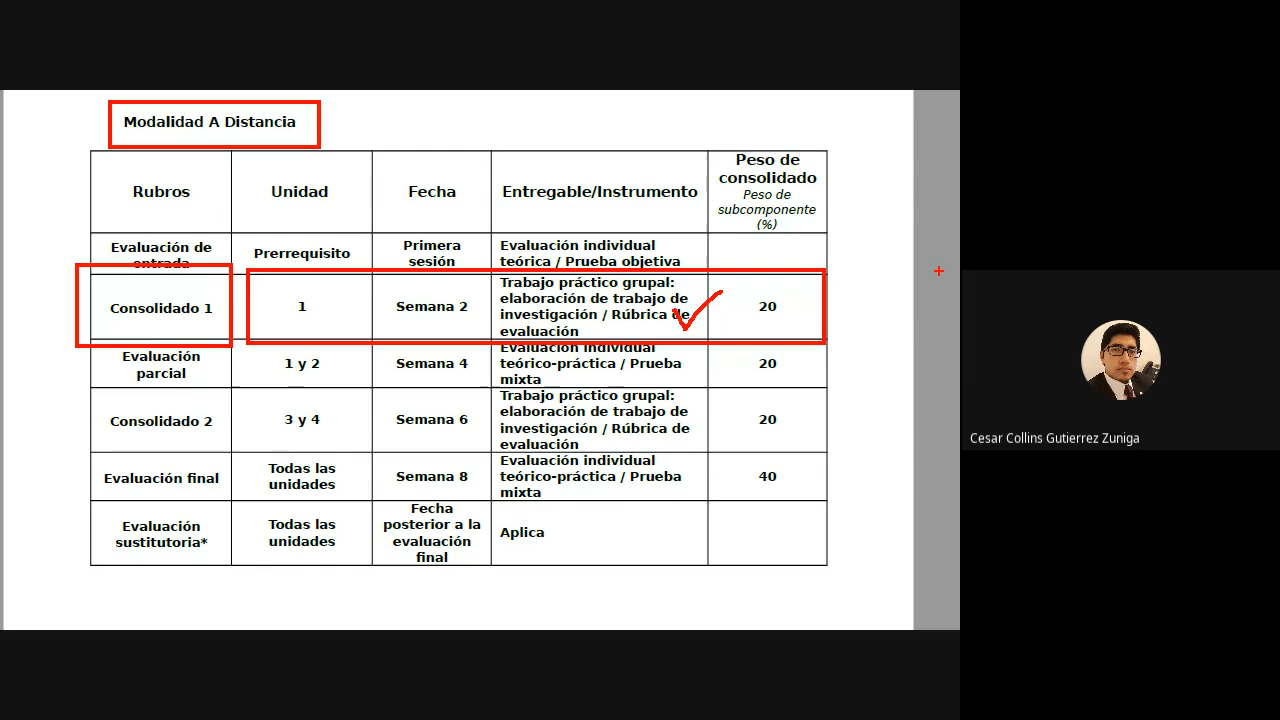 Modalidad A Distancia
Rubros
Unidad
Fecha
Entregable/Instrumento
Peso de
consolidado
Peso de
subcomponente
(%)
Evaluación de
entrada
Prerrequisito
Primera
sesión
Evaluación individual
teórica / Prueba objetiva
Consolidado 1
1
Semana 2
Trabajo práctico grupal:
elaboración de trabajo de
investigación / Rúbrica de
evaluación
20
Evaluación
parcial
1 y 2
Semana 4
Evaluación individual
teórico-práctica / Prueba
mixta
20
Consolidado 2
3 y 4
Semana 6
Trabajo práctico grupal:
elaboración de trabajo de
investigación / Rúbrica de
evaluación
20
Evaluación final
Todas las
unidades
Semana 8
Evaluación individual
teórico-práctica / Prueba
mixta
40
Evaluación
sustitutoria*
Todas las
unidades
Fecha
posterior a la
evaluación
final
Aplica
Cesar Collins Gutierrez Zuniga